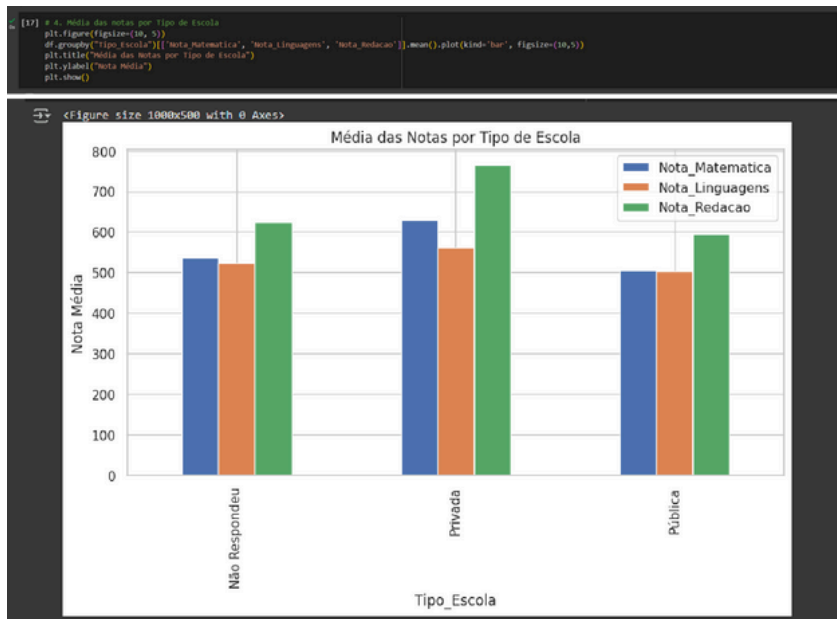 [17] # 4. Média das notas por Tipo de Escola
plt.figure(figsize=(10, 5))
df.groupby("Tipo_Escola")[['Nota_Matematica', 'Nota_Linguagens', 'Nota_Redacao']].mean().plot(kind='bar', figsize=(10,5))
plt.title("Média das Notas por Tipo de Escola")
plt.ylabel("Nota Média")
plt.show()
<Figure size 1000x500 with 0 Axes>
Média das Notas por Tipo de Escola
800
700
600
500
400
300
200
100
0
Nota Média
Nota_Matematica
Nota_Linguagens
Nota_Redacao
Não Respondeu
Privada
Pública
Tipo_Escola